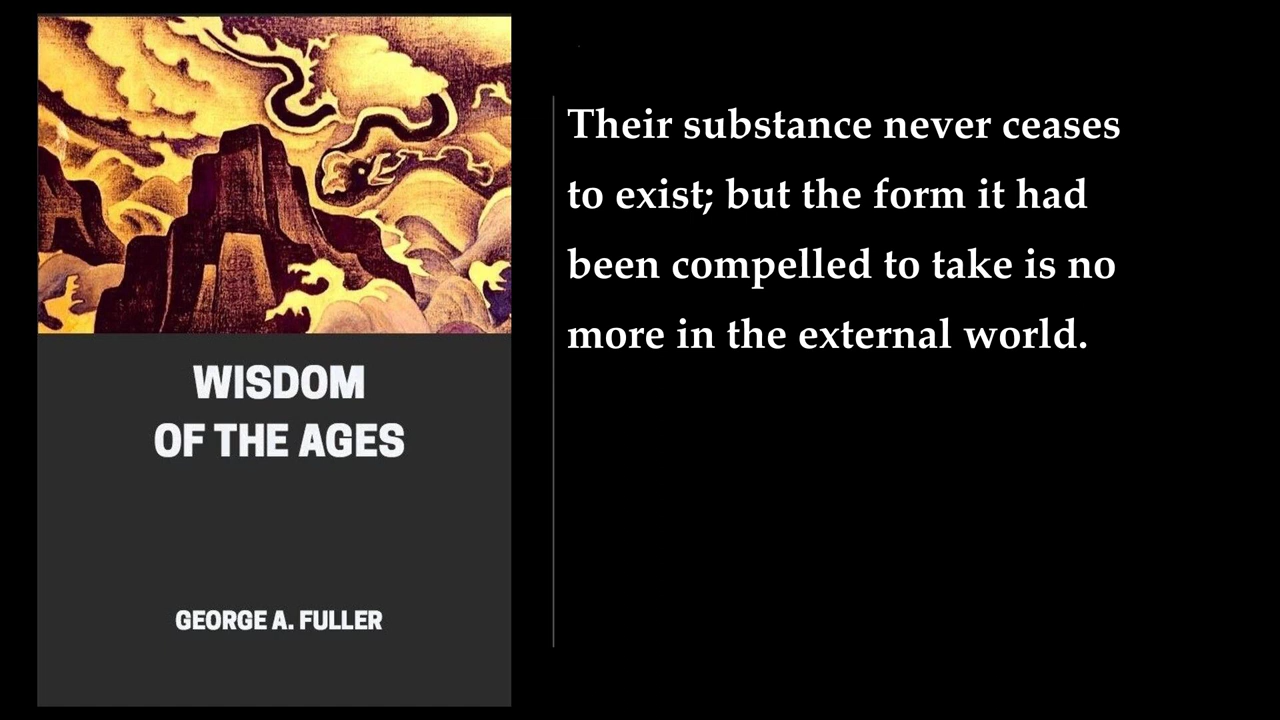 WISDOM
OF THE AGES
GEORGE A. FULLER
Their substance never ceases
to exist; but the form it had
been compelled to take is no
more in the external world.